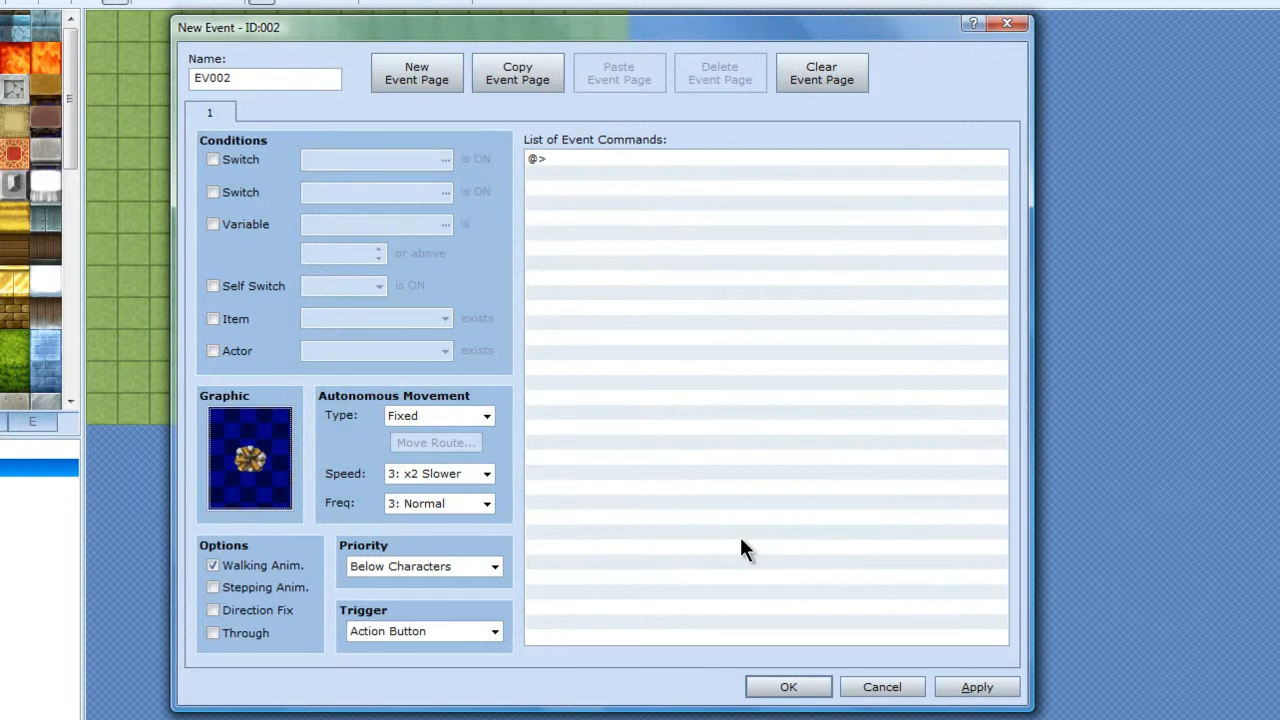 New Event - ID:002
Name:
EV002
New Event Page
Copy Event Page
Paste Event Page
Delete Event Page
Clear Event Page
1
Conditions
Switch ... is ON
Switch ... is ON
Variable ... is
or above
Self Switch is ON
Item exists
Actor exists
Graphic
Autonomous Movement
Type: Fixed
Move Route...
Speed: 3: x2 Slower
Freq: 3: Normal
Options
Walking Anim.
Stepping Anim.
Direction Fix
Through
Priority
Below Characters
Trigger
Action Button
List of Event Commands:
@>
OK
Cancel
Apply
E